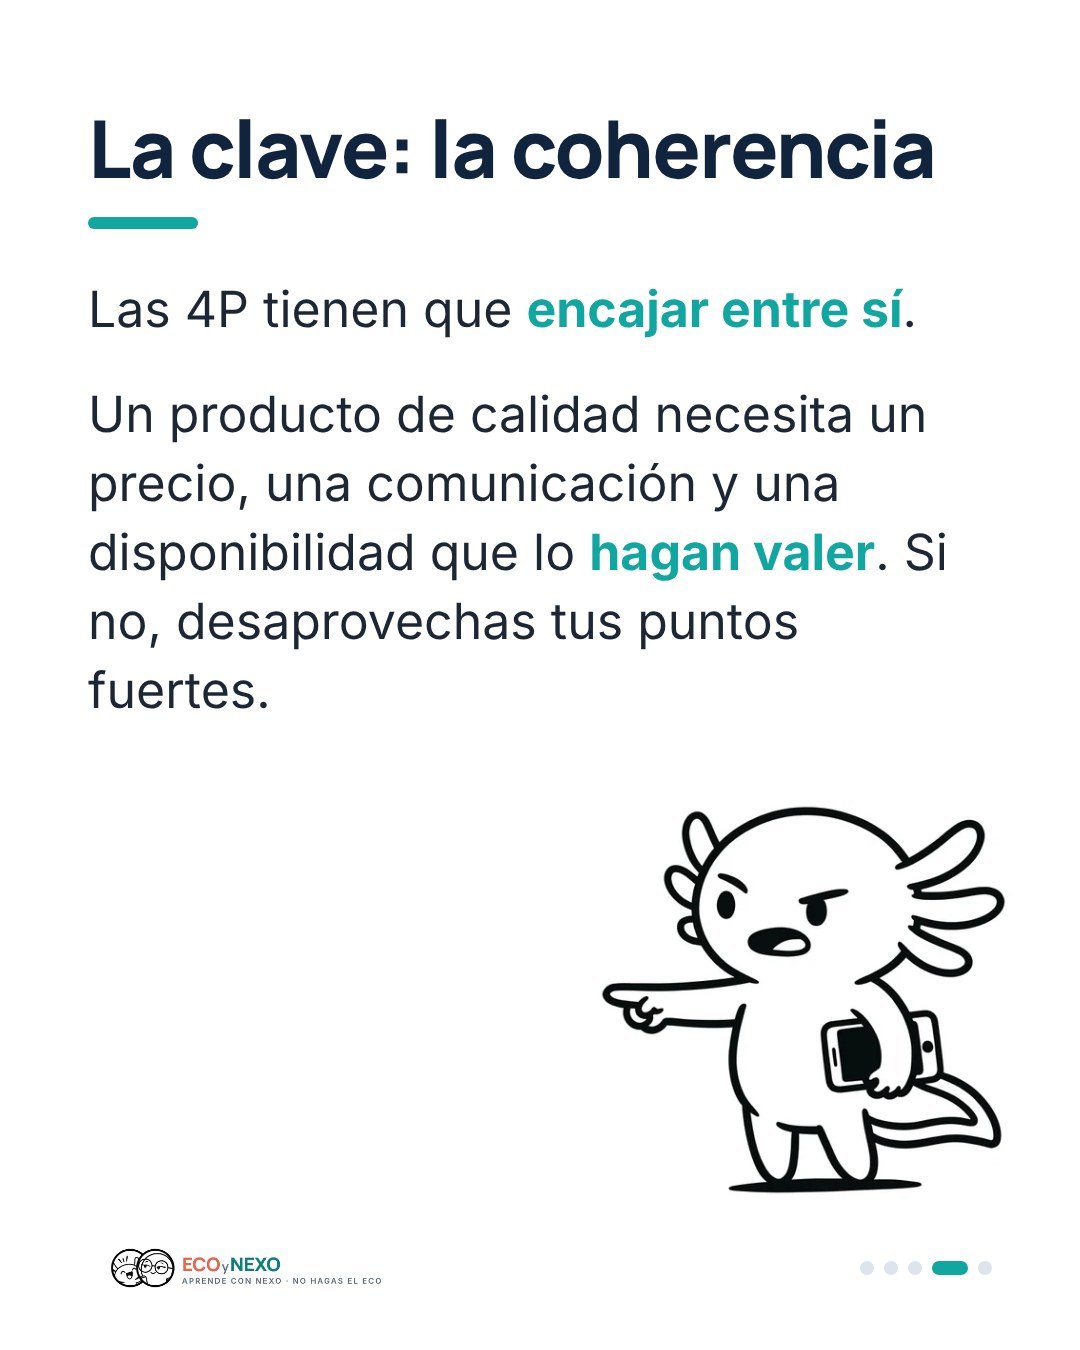 La clave: la coherencia
Las 4P tienen que encajar entre sí.
Un producto de calidad necesita un
precio, una comunicación y una
disponibilidad que lo hagan valer. Si
no, desaprovechas tus puntos
fuertes.
ECO y NEXO
APRENDE CON NEXO · NO HAGAS EL ECO